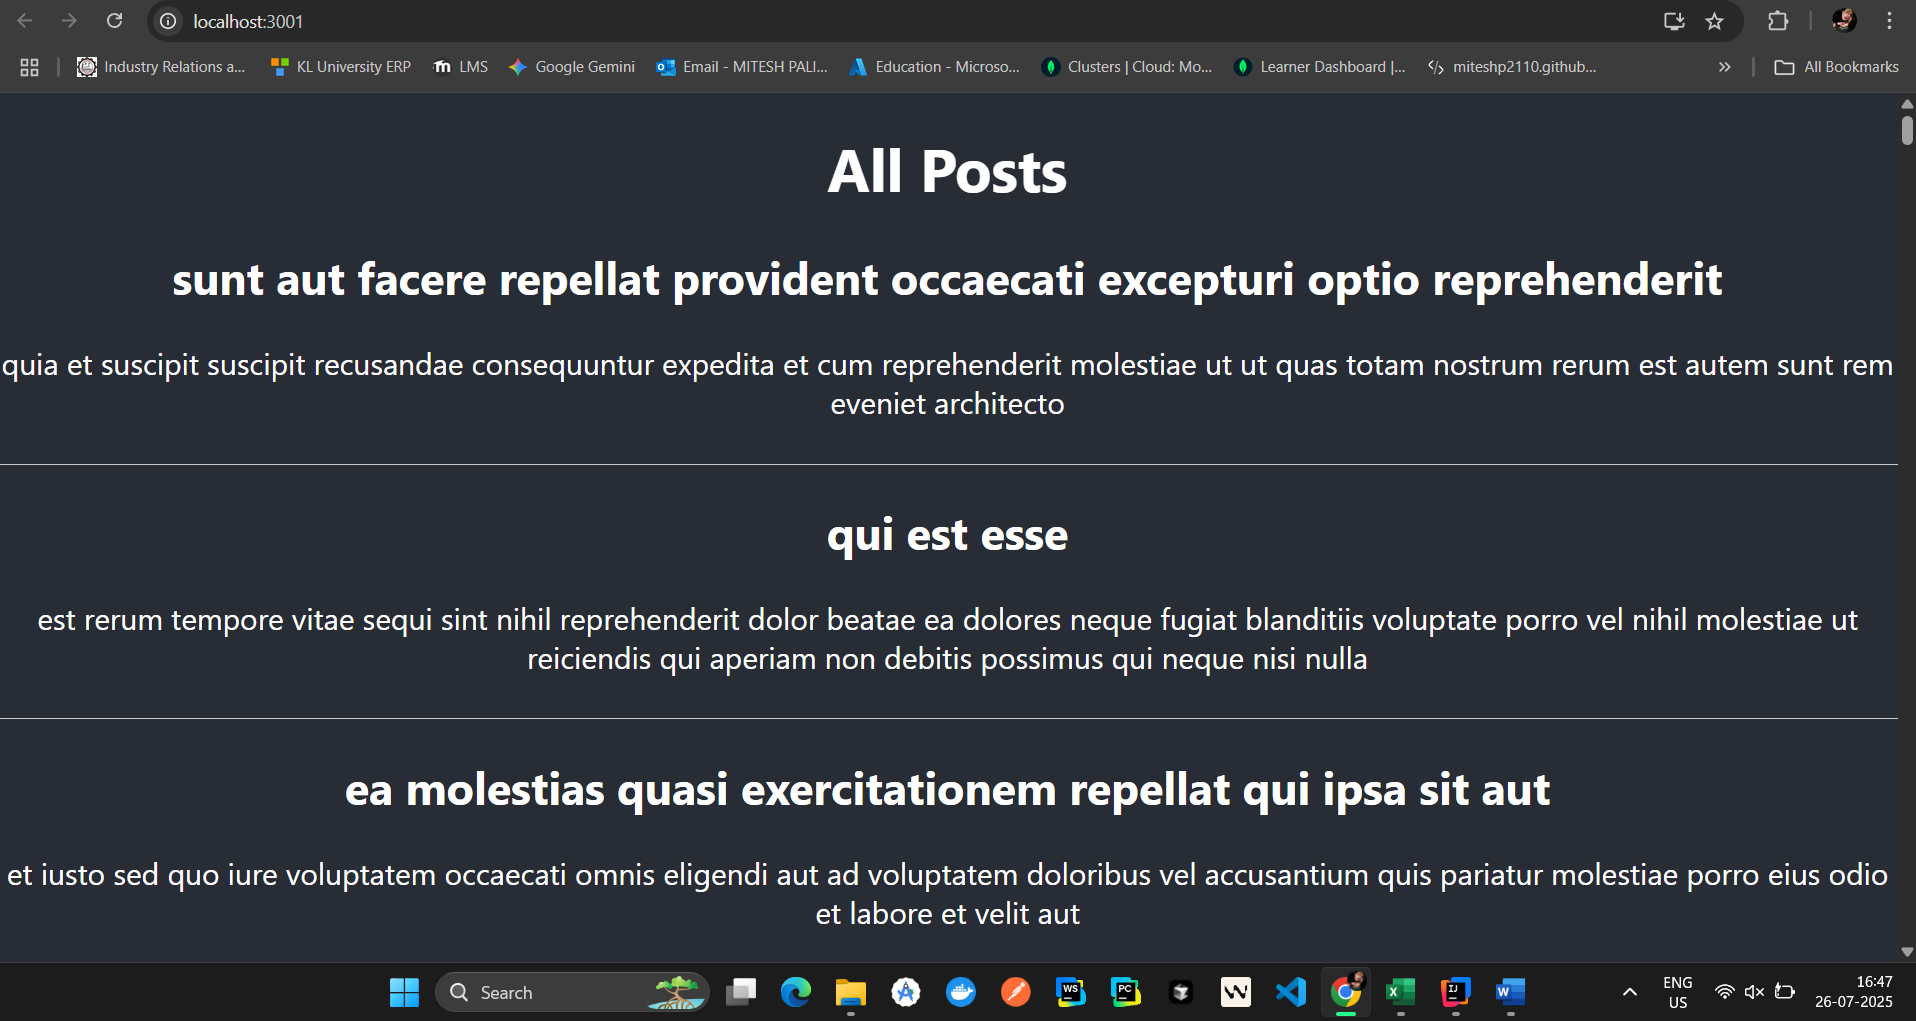 localhost:3001
Industry Relations a...
KL University ERP
LMS
Google Gemini
Email - MITESH PALI...
Education - Microso...
Clusters | Cloud: Mo...
Learner Dashboard |...
miteshp2110.github...
All Bookmarks
All Posts
sunt aut facere repellat provident occaecati excepturi optio reprehenderit
quia et suscipit suscipit recusandae consequuntur expedita et cum reprehenderit molestiae ut ut quas totam nostrum rerum est autem sunt rem
eveniet architecto
qui est esse
est rerum tempore vitae sequi sint nihil reprehenderit dolor beatae ea dolores neque fugiat blanditiis voluptate porro vel nihil molestiae ut
reiciendis qui aperiam non debitis possimus qui neque nisi nulla
ea molestias quasi exercitationem repellat qui ipsa sit aut
et iusto sed quo iure voluptatem occaecati omnis eligendi aut ad voluptatem doloribus vel accusantium quis pariatur molestiae porro eius odio
et labore et velit aut
Search
WS
PC
IJ
ENG
US
16:47
26-07-2025